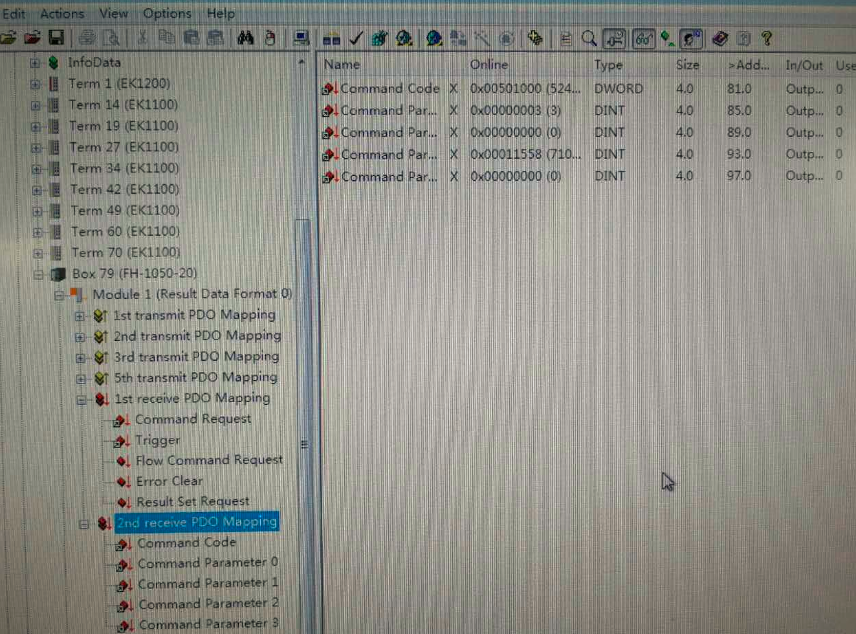 Edit Actions View Options Help
InfoData
Term 1 (EK1200)
Term 14 (EK1100)
Term 19 (EK1100)
Term 27 (EK1100)
Term 34 (EK1100)
Term 42 (EK1100)
Term 49 (EK1100)
Term 60 (EK1100)
Term 70 (EK1100)
Box 79 (FH-1050-20)
Module 1 (Result Data Format 0)
1st transmit PDO Mapping
2nd transmit PDO Mapping
3rd transmit PDO Mapping
5th transmit PDO Mapping
1st receive PDO Mapping
Command Request
Trigger
Flow Command Request
Error Clear
Result Set Request
2nd receive PDO Mapping
Command Code
Command Parameter 0
Command Parameter 1
Command Parameter 2
Command Parameter 3
Name Online Type Size >Add... In/Out Use
Command Code X 0x00501000 (524... DWORD 4.0 81.0 Outp... 0
Command Par... X 0x00000003 (3) DINT 4.0 85.0 Outp... 0
Command Par... X 0x00000000 (0) DINT 4.0 89.0 Outp... 0
Command Par... X 0x00011558 (710... DINT 4.0 93.0 Outp... 0
Command Par... X 0x00000000 (0) DINT 4.0 97.0 Outp... 0